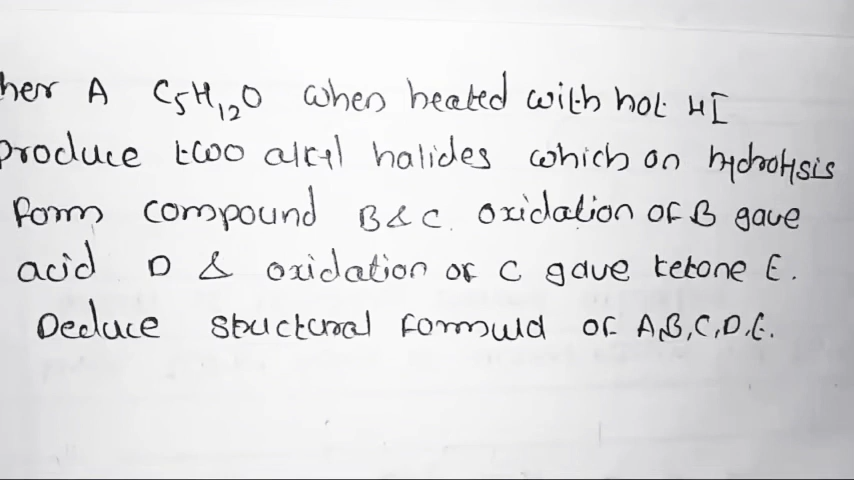 her A C5H12O when heated with hot HI
produce two alkyl halides which on hydrolysis
form compound B & C. oxidation of B gave
acid D & oxidation of C gave ketone E.
Deduce structural formula of A,B,C,D,E.